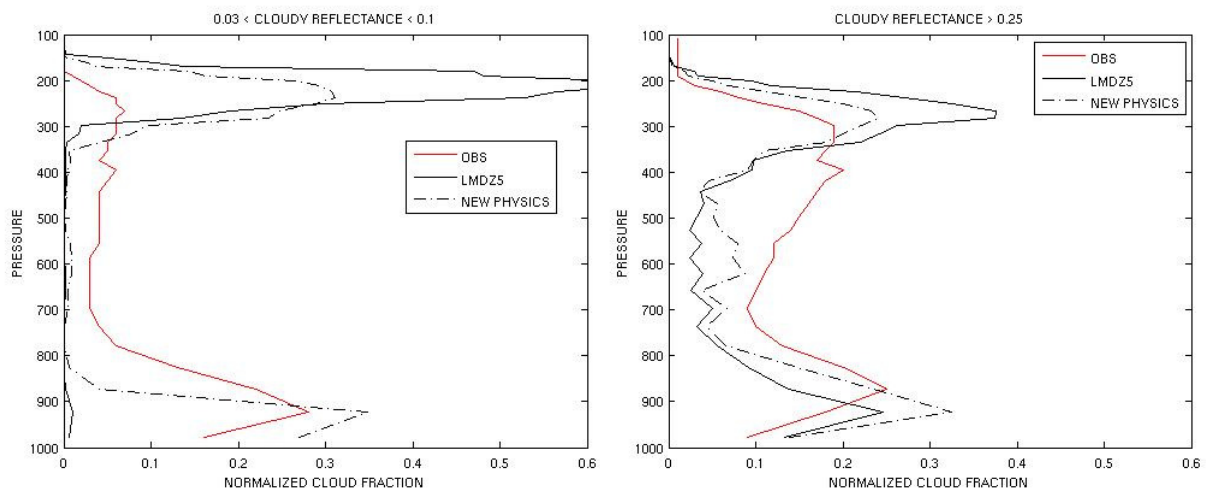 0.03 < CLOUDY REFLECTANCE < 0.1
100
200
300
400
500
600
700
800
900
1000
PRESSURE
OBS
LMDZ5
NEW PHYSICS
0 0.1 0.2 0.3 0.4 0.5 0.6
NORMALIZED CLOUD FRACTION
CLOUDY REFLECTANCE > 0.25
100
200
300
400
500
600
700
800
900
1000
PRESSURE
OBS
LMDZ5
NEW PHYSICS
0 0.1 0.2 0.3 0.4 0.5 0.6
NORMALIZED CLOUD FRACTION